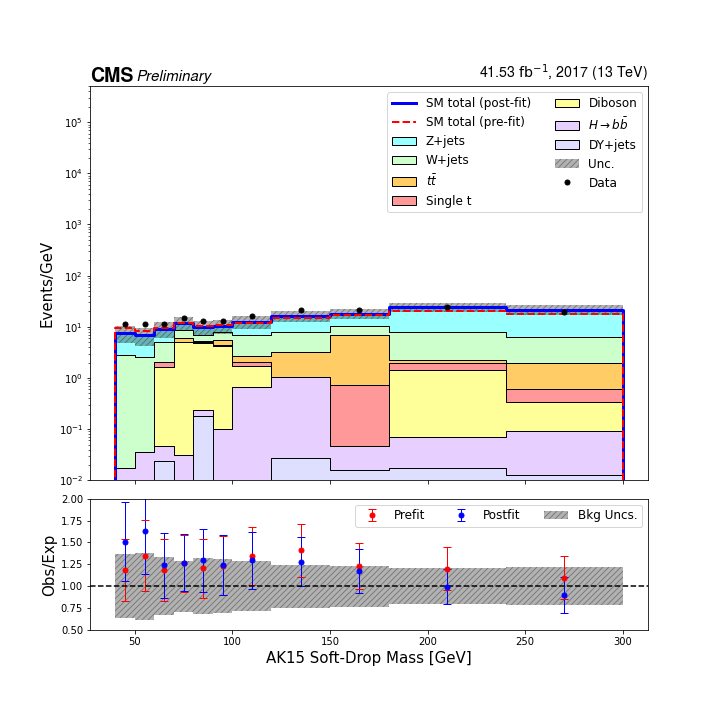 CMS Preliminary 41.53 fb⁻¹, 2017 (13 TeV)
SM total (post-fit)
SM total (pre-fit)
Z+jets
W+jets
tt̄
Single t
Diboson
H→bb̄
DY+jets
Unc.
Data
Events/GeV
10⁵
10⁴
10³
10²
10¹
10⁰
10⁻¹
10⁻²
Prefit Postfit Bkg Uncs.
Obs/Exp
2.00
1.75
1.50
1.25
1.00
0.75
0.50
50 100 150 200 250 300
AK15 Soft-Drop Mass [GeV]